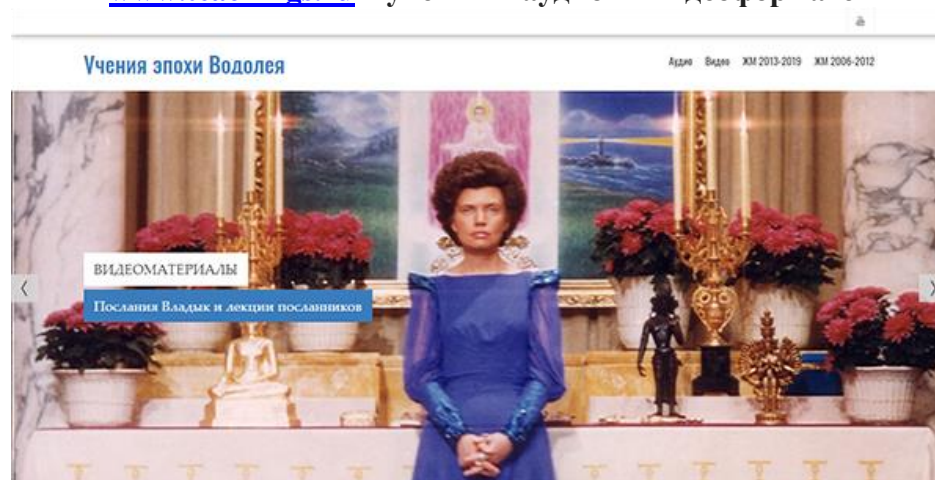 Учения эпохи Водолея
Аудио Видео ЖМ 2013-2019 ЖМ 2006-2012
ВИДЕОМАТЕРИАЛЫ
Послания Владык и лекции посланников